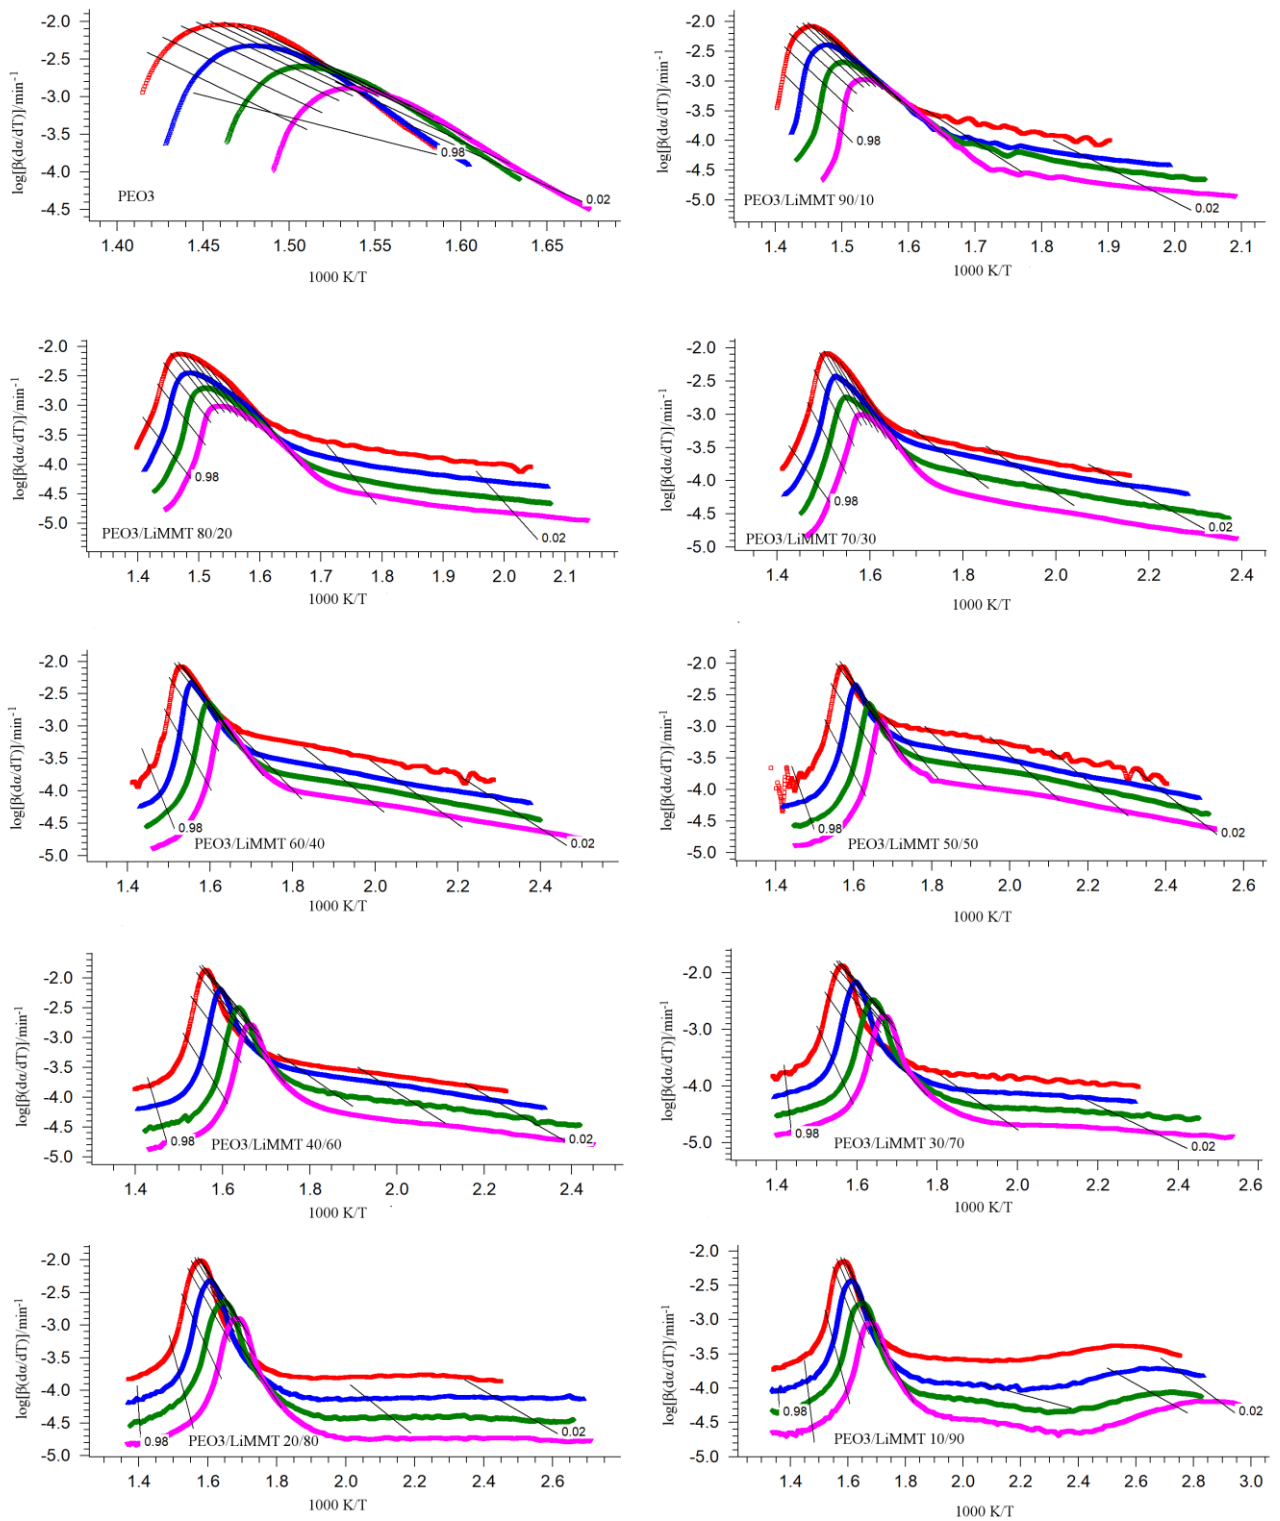 -2.0
-2.5
-3.0
-3.5
-4.0
-4.5
log[β(dα/dT)]/min-1
0.98
0.02
PEO3
1.40 1.45 1.50 1.55 1.60 1.65
1000 K/T
-2.0
-2.5
-3.0
-3.5
-4.0
-4.5
-5.0
log[β(dα/dT)]/min-1
0.98
0.02
PEO3/LiMMT 90/10
1.4 1.5 1.6 1.7 1.8 1.9 2.0 2.1
1000 K/T
-2.0
-2.5
-3.0
-3.5
-4.0
-4.5
-5.0
log[β(dα/dT)]/min-1
0.98
0.02
PEO3/LiMMT 80/20
1.4 1.5 1.6 1.7 1.8 1.9 2.0 2.1
1000 K/T
-2.0
-2.5
-3.0
-3.5
-4.0
-4.5
-5.0
log[β(dα/dT)]/min-1
0.98
0.02
PEO3/LiMMT 70/30
1.4 1.6 1.8 2.0 2.2 2.4
1000 K/T
-2.0
-2.5
-3.0
-3.5
-4.0
-4.5
-5.0
log[β(dα/dT)]/min-1
0.98
0.02
PEO3/LiMMT 60/40
1.4 1.6 1.8 2.0 2.2 2.4
1000 K/T
-2.0
-2.5
-3.0
-3.5
-4.0
-4.5
-5.0
log[β(dα/dT)]/min-1
0.98
0.02
PEO3/LiMMT 50/50
1.4 1.6 1.8 2.0 2.2 2.4 2.6
1000 K/T
-2.0
-2.5
-3.0
-3.5
-4.0
-4.5
-5.0
log[β(dα/dT)]/min-1
0.98
0.02
PEO3/LiMMT 40/60
1.4 1.6 1.8 2.0 2.2 2.4
1000 K/T
-2.0
-3.0
-4.0
-5.0
log[β(dα/dT)]/min-1
0.98
0.02
PEO3/LiMMT 30/70
1.4 1.6 1.8 2.0 2.2 2.4 2.6
1000 K/T
-2.0
-2.5
-3.0
-3.5
-4.0
-4.5
-5.0
log[β(dα/dT)]/min-1
0.98
0.02
PEO3/LiMMT 20/80
1.4 1.6 1.8 2.0 2.2 2.4 2.6
1000 K/T
-2.0
-2.5
-3.0
-3.5
-4.0
-4.5
-5.0
log[β(dα/dT)]/min-1
0.98
0.02
PEO3/LiMMT 10/90
1.4 1.6 1.8 2.0 2.2 2.4 2.6 2.8 3.0
1000 K/T